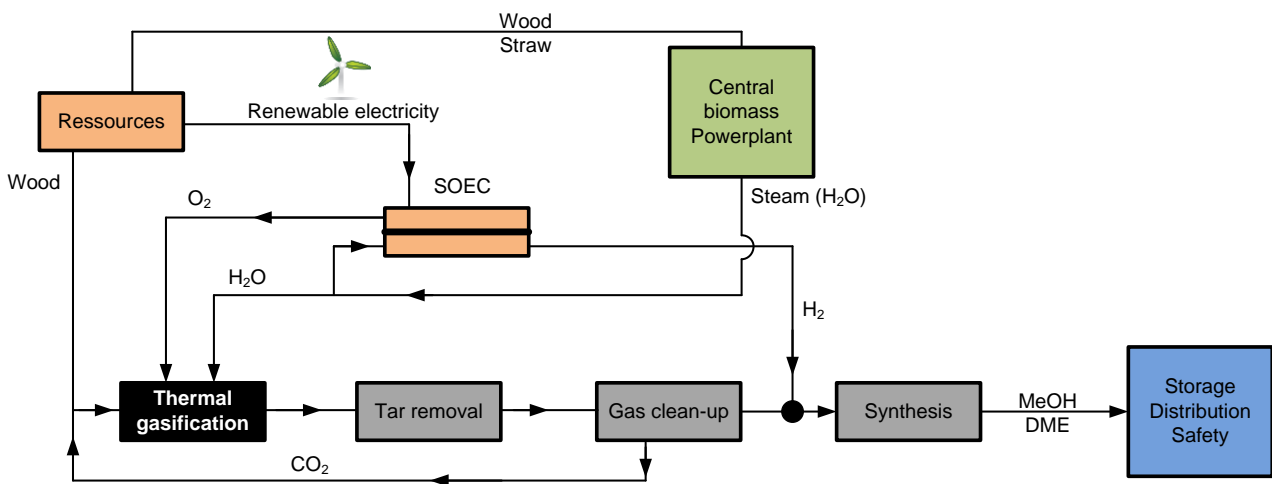 Wood
Straw
Central
biomass
Powerplant
Ressources
Renewable electricity
Wood
SOEC
Steam (H₂O)
O₂
H₂O
H₂
Thermal
gasification
Tar removal
Gas clean-up
Synthesis
MeOH
DME
Storage
Distribution
Safety
CO₂